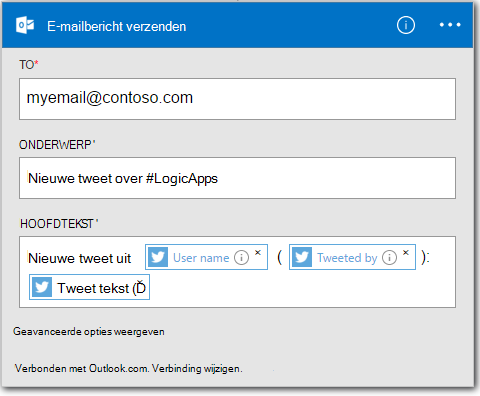 E-mailbericht verzenden
TO*
myemail@contoso.com
ONDERWERP*
Nieuwe tweet over #LogicApps
HOOFDTEKST*
Nieuwe tweet uit User name ( Tweeted by ):
Tweet tekst (Ď
Geavanceerde opties weergeven
Verbonden met Outlook.com. Verbinding wijzigen.